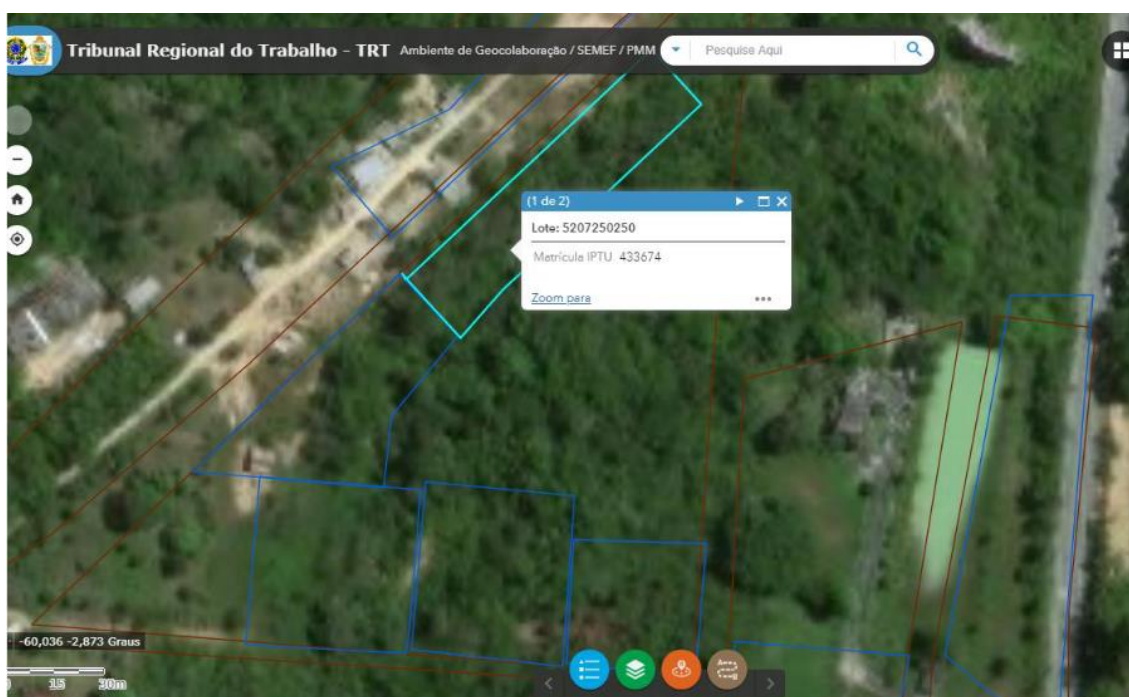 Tribunal Regional do Trabalho - TRT Ambiente de Geocolaboração / SEMEF / PMM Pesquise Aqui
(1 de 2)
Lote: 5207250250
Matrícula IPTU 433674
Zoom para
-60,036 -2,873 Graus
0 15 30m